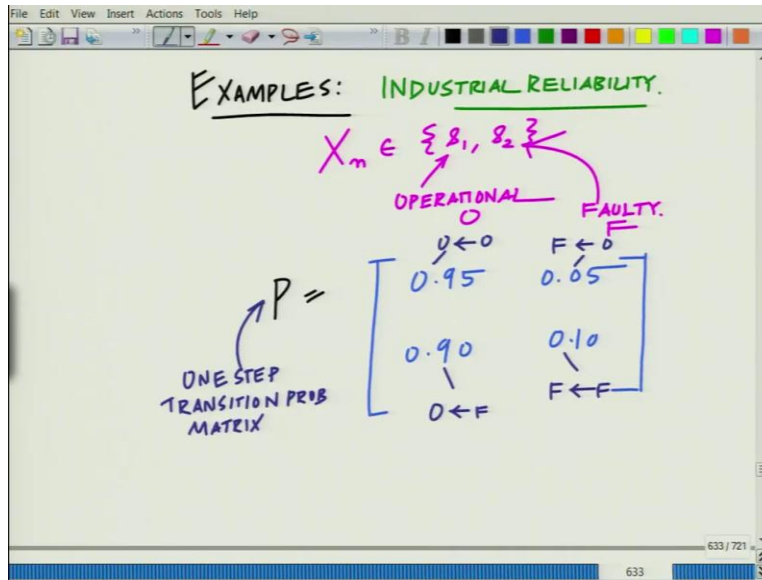 File Edit View Insert Actions Tools Help
B I
EXAMPLES: INDUSTRIAL RELIABILITY.
Xn ∈ {s1, s2}
OPERATIONAL
O
FAULTY.
F
O←O F←O
P = 0.95 0.05
0.90 0.10
ONE STEP
TRANSITION PROB
MATRIX
O←F F←F
633 / 721
633